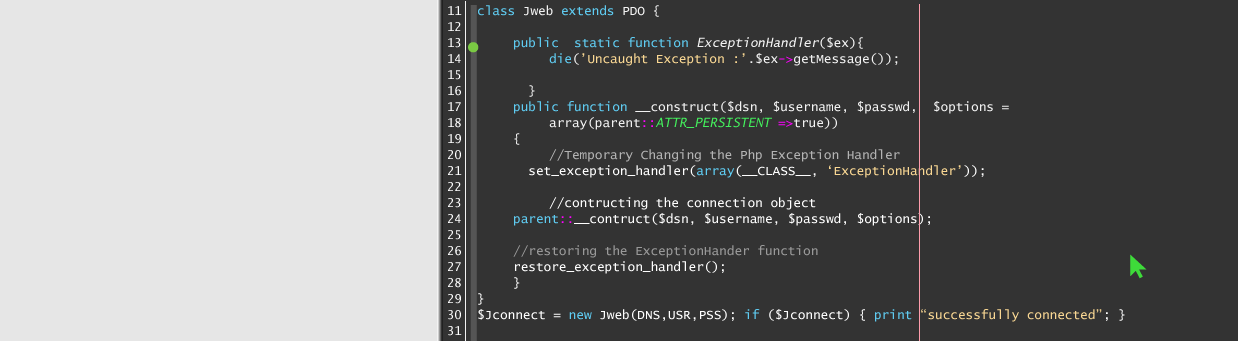 11 class Jweb extends PDO {
12
13 public  static function ExceptionHandler($ex){
14 die(’Uncaught Exception :’.$ex->getMessage());
15
16 }
17 public function __construct($dsn, $username, $passwd,  $options =
18 array(parent::ATTR_PERSISTENT =>true))
19 {
20 //Temporary Changing the Php Exception Handler
21 set_exception_handler(array(__CLASS__, ‘ExceptionHandler’));
22
23 //contructing the connection object
24 parent::__contruct($dsn, $username, $passwd, $options);
25
26 //restoring the ExceptionHander function
27 restore_exception_handler();
28 }
29 }
30 $Jconnect = new Jweb(DNS,USR,PSS); if ($Jconnect) { print “successfully connected”; }
31